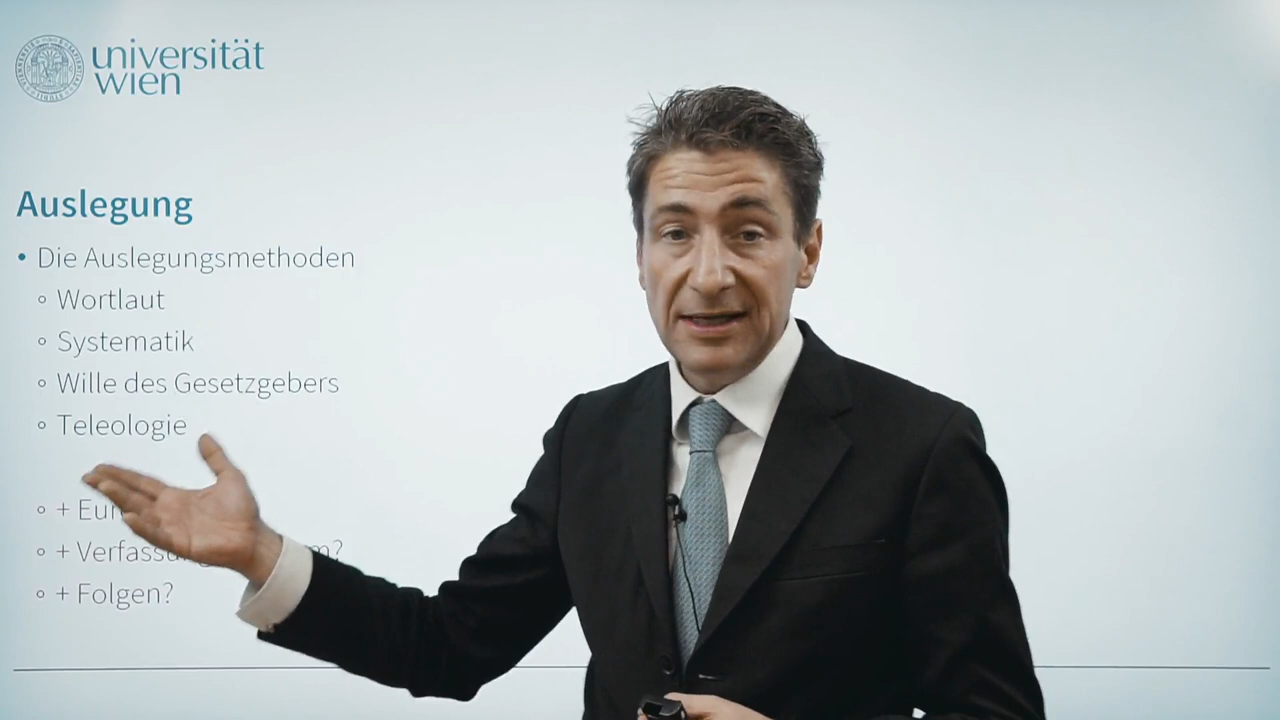 universität
wien
Auslegung
• Die Auslegungsmethoden
◦ Wortlaut
◦ Systematik
◦ Wille des Gesetzgebers
◦ Teleologie
◦ +
◦ +
◦ + Folgen?